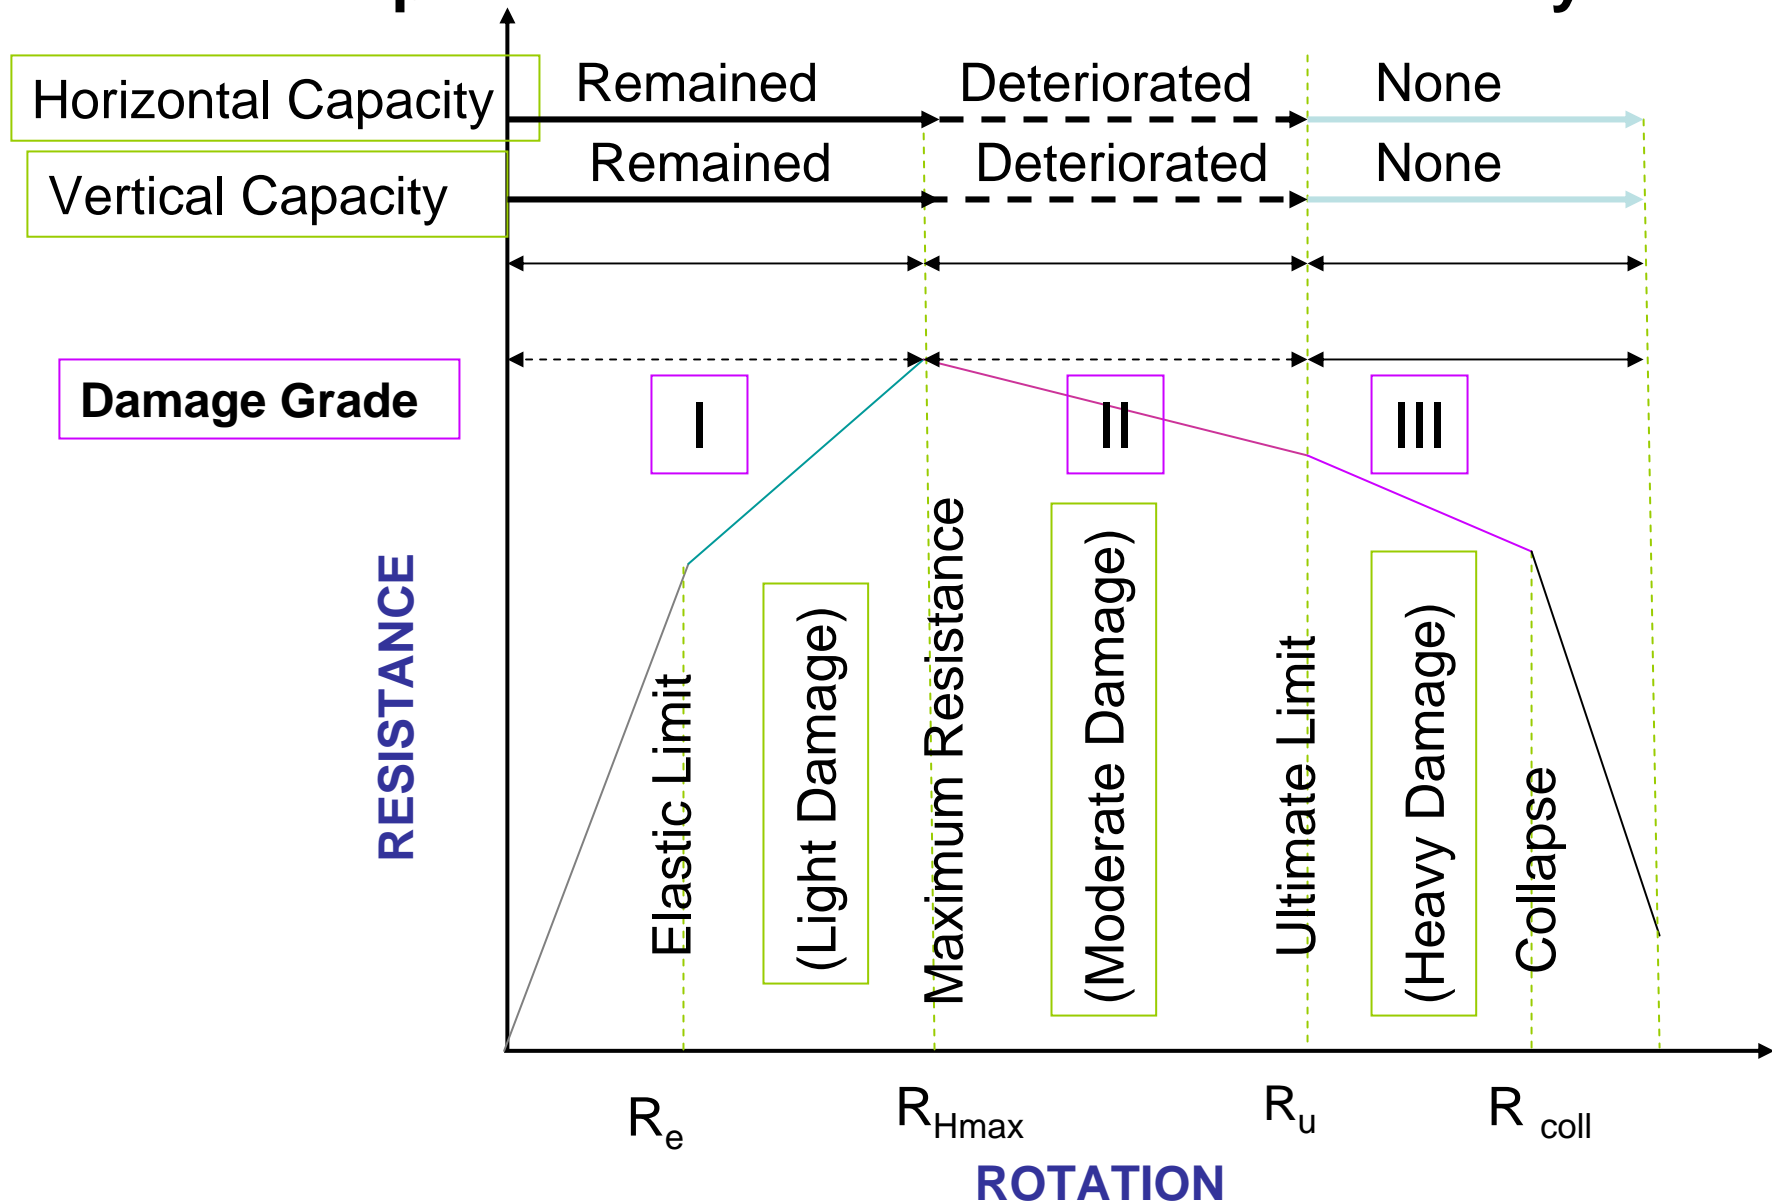 Horizontal Capacity
Remained
Deteriorated
None
Vertical Capacity
Remained
Deteriorated
None
Damage Grade
I
II
III
RESISTANCE
Elastic Limit
(Light Damage)
Maximum Resistance
(Moderate Damage)
Ultimate Limit
(Heavy Damage)
Collapse
Re
RHmax
Ru
R coll
ROTATION